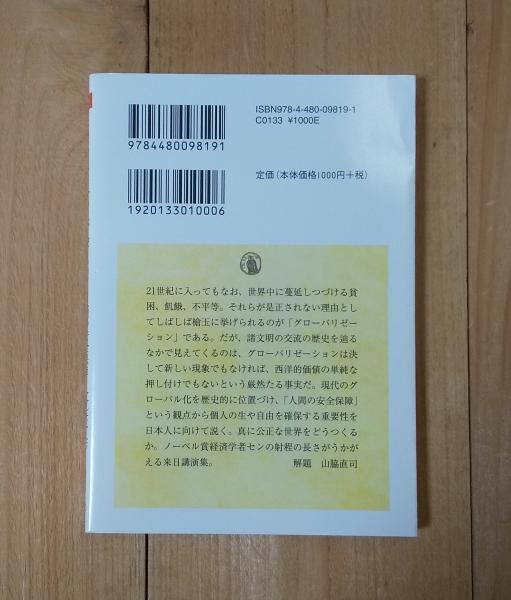 ISBN978-4-480-09819-1
C0133 ¥1000E
9784480098191
定価(本体価格1000円+税)
1920133010006
21世紀に入ってもなお、世界中に蔓延しつづける貧
困、飢餓、不平等。それらが是正されない理由とし
てしばしば槍玉に挙げられるのが「グローバリゼー
ション」である。だが、諸文明の交流の歴史を辿る
なかで見えてくるのは、グローバリゼーションは決
して新しい現象でもなければ、西洋的価値の単純な
押し付けでもないという厳然たる事実だ。現代のグ
ローバル化を歴史的に位置づけ、「人間の安全保障」
という観点から個人の生や自由を確保する重要性を
日本人に向けて説く。真に公正な世界をどうつくる
か。ノーベル賞経済学者センの射程の長さがうかが
える来日講演集。 解題 山脇直司